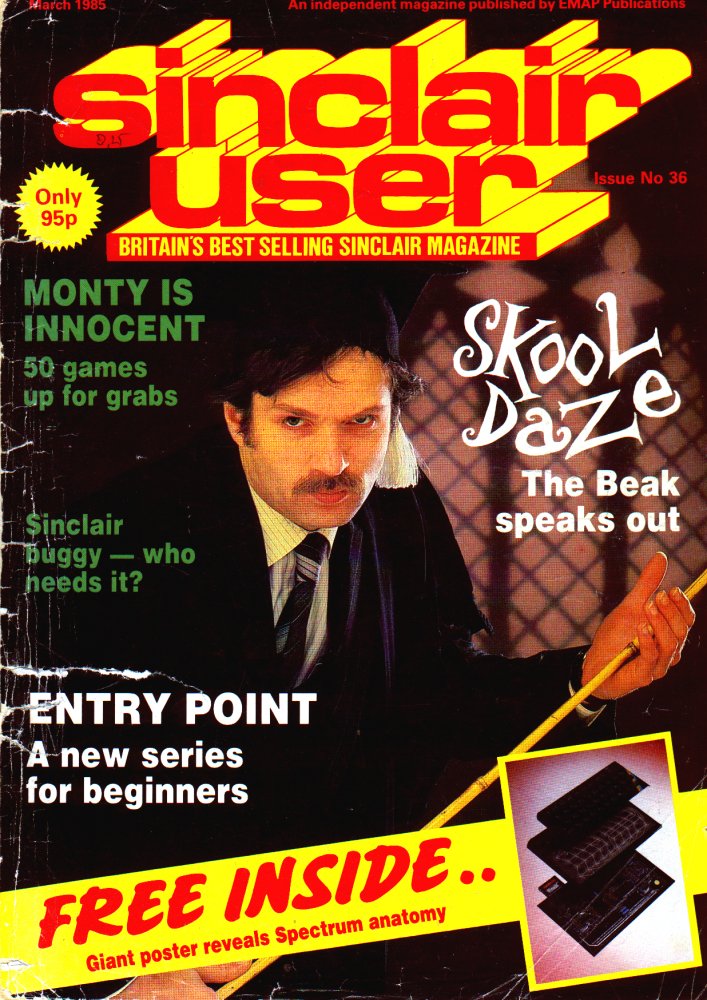 March 1985
An independent magazine published by EMAP Publications
sinclair
user
Issue No 36
Only
95p
BRITAIN'S BEST SELLING SINCLAIR MAGAZINE
MONTY IS
INNOCENT
50 games
up for grabs
SKOOL
DAZE
The Beak
speaks out
Sinclair
buggy — who
needs it?
ENTRY POINT
A new series
for beginners
FREE INSIDE..
Giant poster reveals Spectrum anatomy